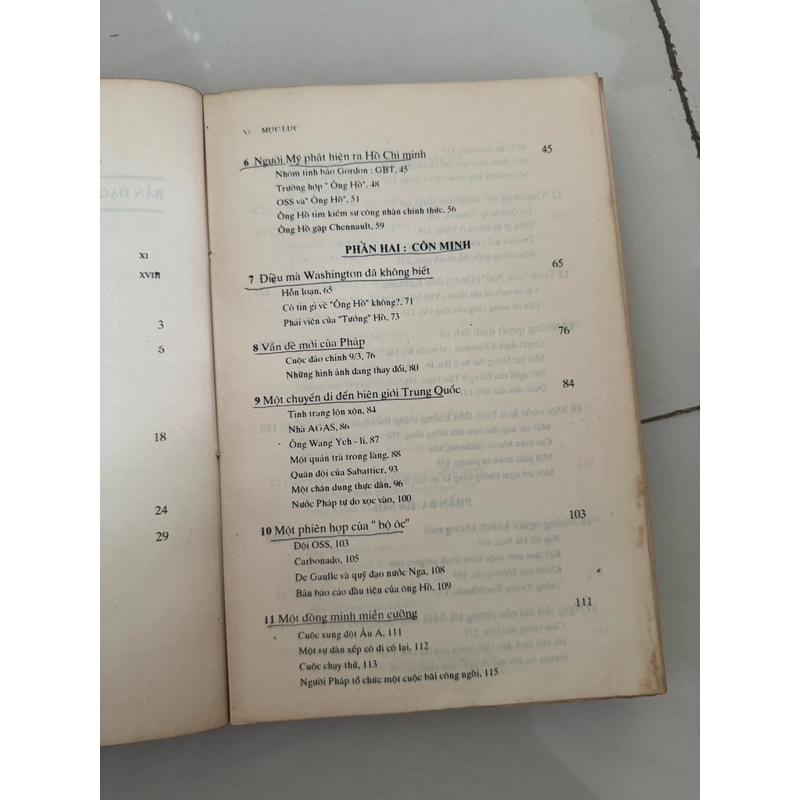 BẢN ĐẠO
XI
XVIII
3
6
18
24
29
XI MỤC LỤC
6 Người Mỹ phát hiện ra Hồ Chí minh 45
Nhóm tình báo Gordon : GBT, 45
Trường hợp " Ông Hồ", 48
OSS và" Ông Hồ", 51
Ông Hồ tìm kiếm sự công nhận chính thức, 56
Ông Hồ gặp Chennault, 59
PHẦN HAI : CÔN MINH
7 Điều mà Washington đã không biết 65
Hỗn loạn, 65
Có tin gì về "Ông Hồ" không?, 71
Phái viên của "Tưởng" Hồ, 73
8 Vấn đề mới của Pháp 76
Cuộc đảo chính 9/3, 76
Những hình ảnh đang thay đổi, 80
9 Một chuyến đi đến biên giới Trung Quốc 84
Tình trạng lộn xộn, 84
Nhà AGAS, 86
Ông Wang Yeh - li, 87
Một quán trà trong làng, 88
Quân đội của Sabattier, 93
Một chân dung thực dân, 96
Nước Pháp tự do xọc vào, 100
10 Một phiên họp của " bộ óc" 103
Đội OSS, 103
Carbonado, 105
De Gaulle và quỹ đạo nước Nga, 108
Bản báo cáo đầu tiên của ông Hồ, 109
11 Một đồng minh miễn cưỡng 111
Cuộc xung đột Âu Á, 111
Một sự dàn xếp có đi có lại, 112
Cuộc chạy thử, 113
Người Pháp tổ chức một cuộc bãi công ngồi, 115